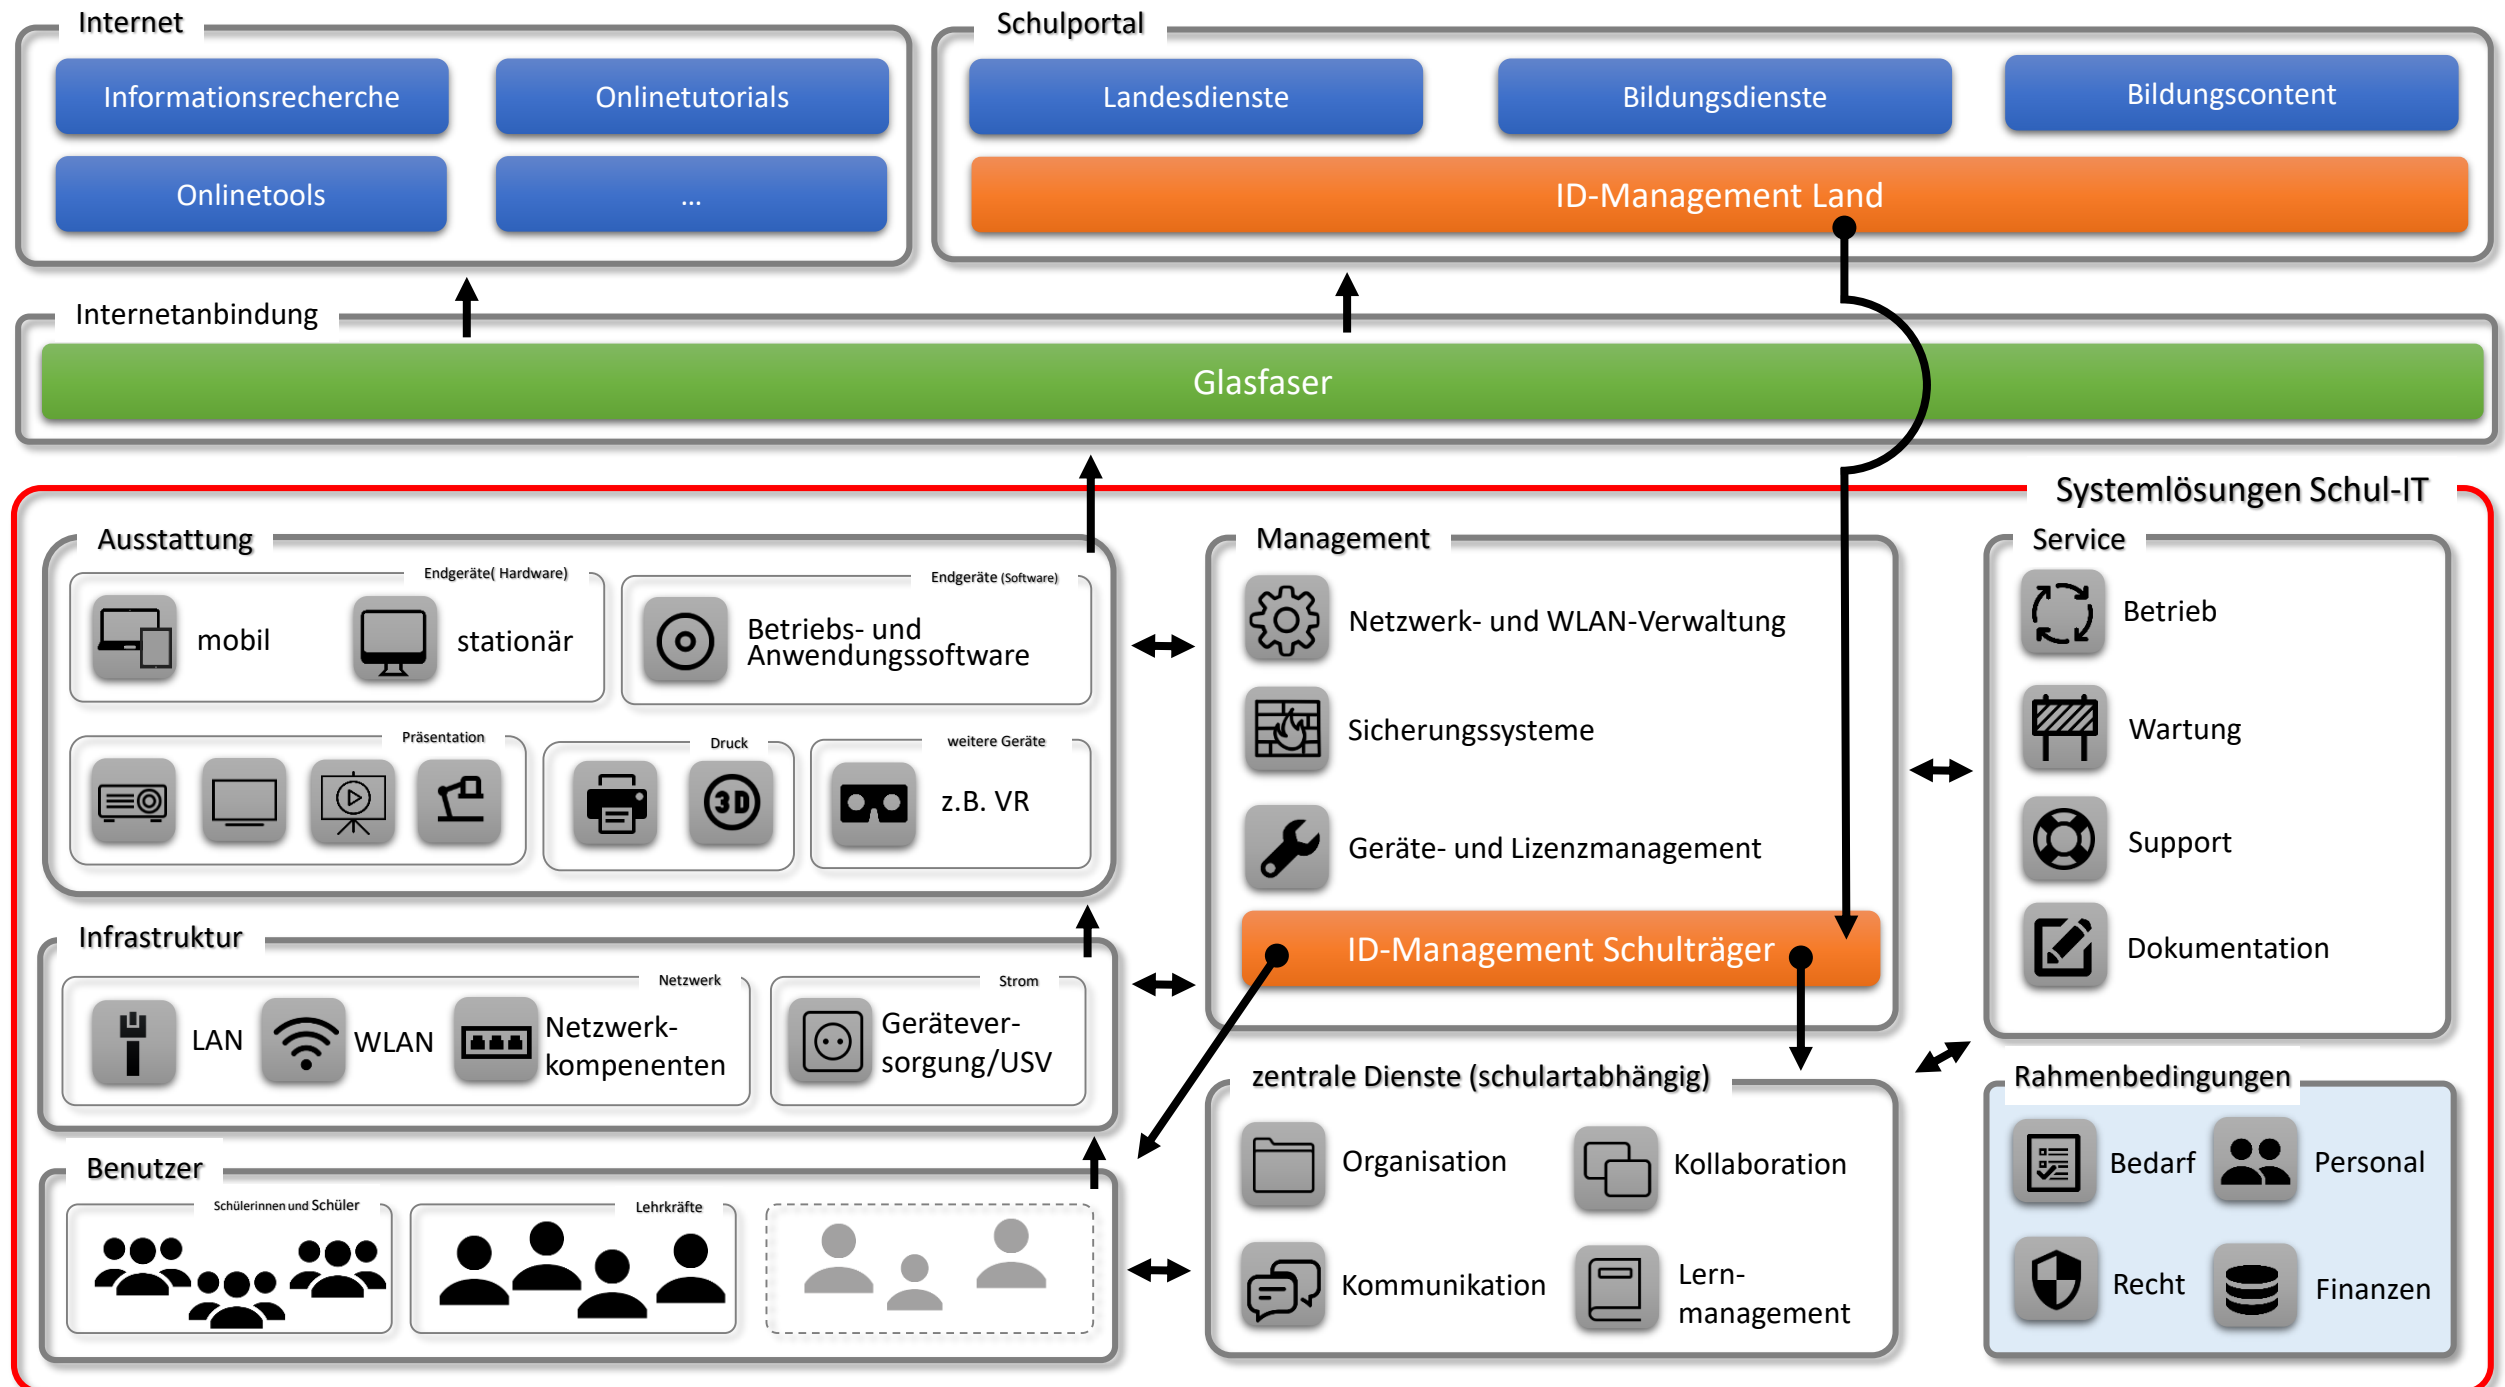 Internet
Informationsrecherche
Onlinetutorials
Onlinetools
...
Schulportal
Landesdienste
Bildungsdienste
Bildungscontent
ID-Management Land
Internetanbindung
Glasfaser
Systemlösungen Schul-IT
Ausstattung
Endgeräte( Hardware)
mobil
stationär
Endgeräte (Software)
Betriebs- und
Anwendungssoftware
Präsentation
Druck
3D
weitere Geräte
z.B. VR
Infrastruktur
Netzwerk
LAN
WLAN
Netzwerk-
kompenenten
Strom
Gerätever-
sorgung/USV
Benutzer
Schülerinnen und Schüler
Lehrkräfte
Management
Netzwerk- und WLAN-Verwaltung
Sicherungssysteme
Geräte- und Lizenzmanagement
ID-Management Schulträger
zentrale Dienste (schulartabhängig)
Organisation
Kollaboration
Kommunikation
Lern-
management
Service
Betrieb
Wartung
Support
Dokumentation
Rahmenbedingungen
Bedarf
Personal
Recht
Finanzen